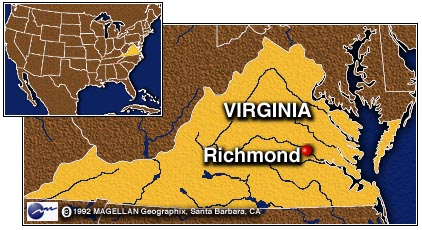 VIRGINIA
Richmond
© 1992 MAGELLAN Geographix, Santa Barbara, CA